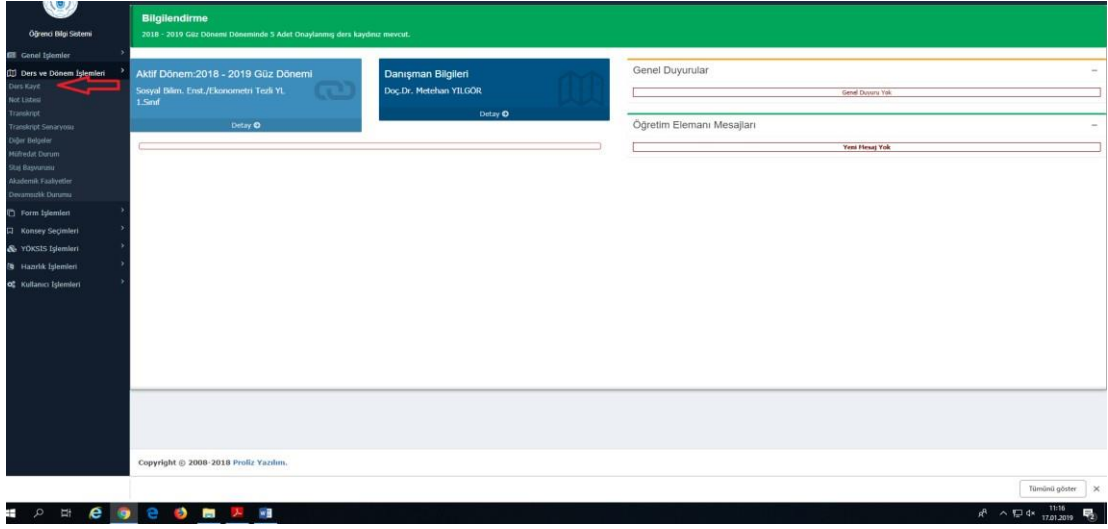 Öğrenci Bilgi Sistemi
Genel İşlemler
Ders ve Dönem İşlemleri
Ders Kayıt
Not Listesi
Transkript
Transkript Senaryosu
Diğer Belgeler
Müfredat Durum
Staj Başvurusu
Akademik Faaliyetler
Devamsızlık Durumu
Form İşlemleri
Konsey Seçimleri
YÖKSİS İşlemleri
Hazırlık İşlemleri
Kullanıcı İşlemleri
Bilgilendirme
2018 - 2019 Güz Dönemi Döneminde 5 Adet Onaylanmış ders kaydınız mevcut.
Aktif Dönem:2018 - 2019 Güz Dönemi
Sosyal Bilim. Enst./Ekonometri Tezli YL
1.Sınıf
Detay
Danışman Bilgileri
Doç.Dr. Metehan YILGÖR
Detay
Genel Duyurular
Genel Duyuru Yok
Öğretim Elemanı Mesajları
Yeni Mesaj Yok
Copyright © 2008-2018 Proliz Yazılım.
Tümünü göster
11:16
17.01.2019